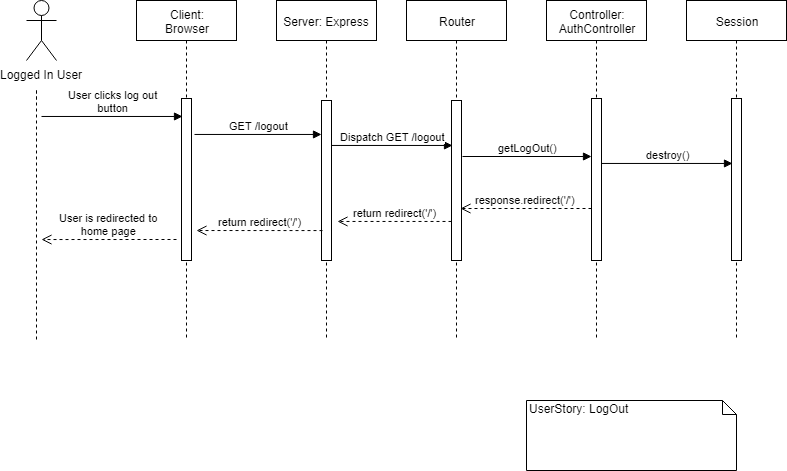 Client:
Browser
Server: Express
Router
Controller:
AuthController
Session
Logged In User
User clicks log out
button
GET /logout
Dispatch GET /logout
getLogOut()
destroy()
response.redirect('/')
return redirect('/')
return redirect('/')
User is redirected to
home page
UserStory: LogOut